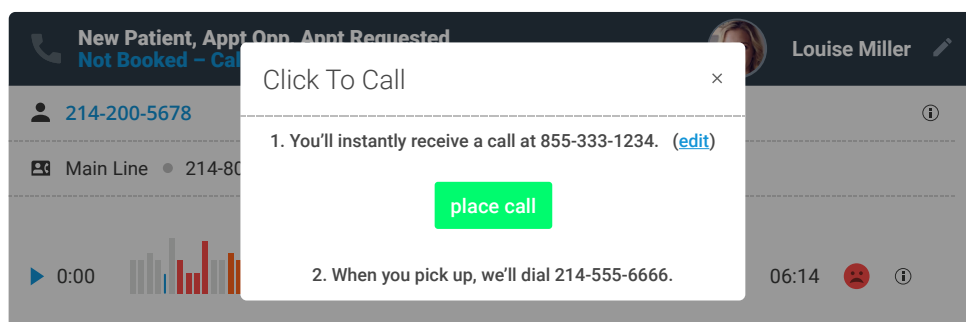 New Patient, Appt Opp, Appt Requested
Not Booked – Cal
Louise Miller
Click To Call ×
214-200-5678
1. You’ll instantly receive a call at 855-333-1234. (edit)
Main Line 214-80
place call
0:00
2. When you pick up, we’ll dial 214-555-6666.
06:14